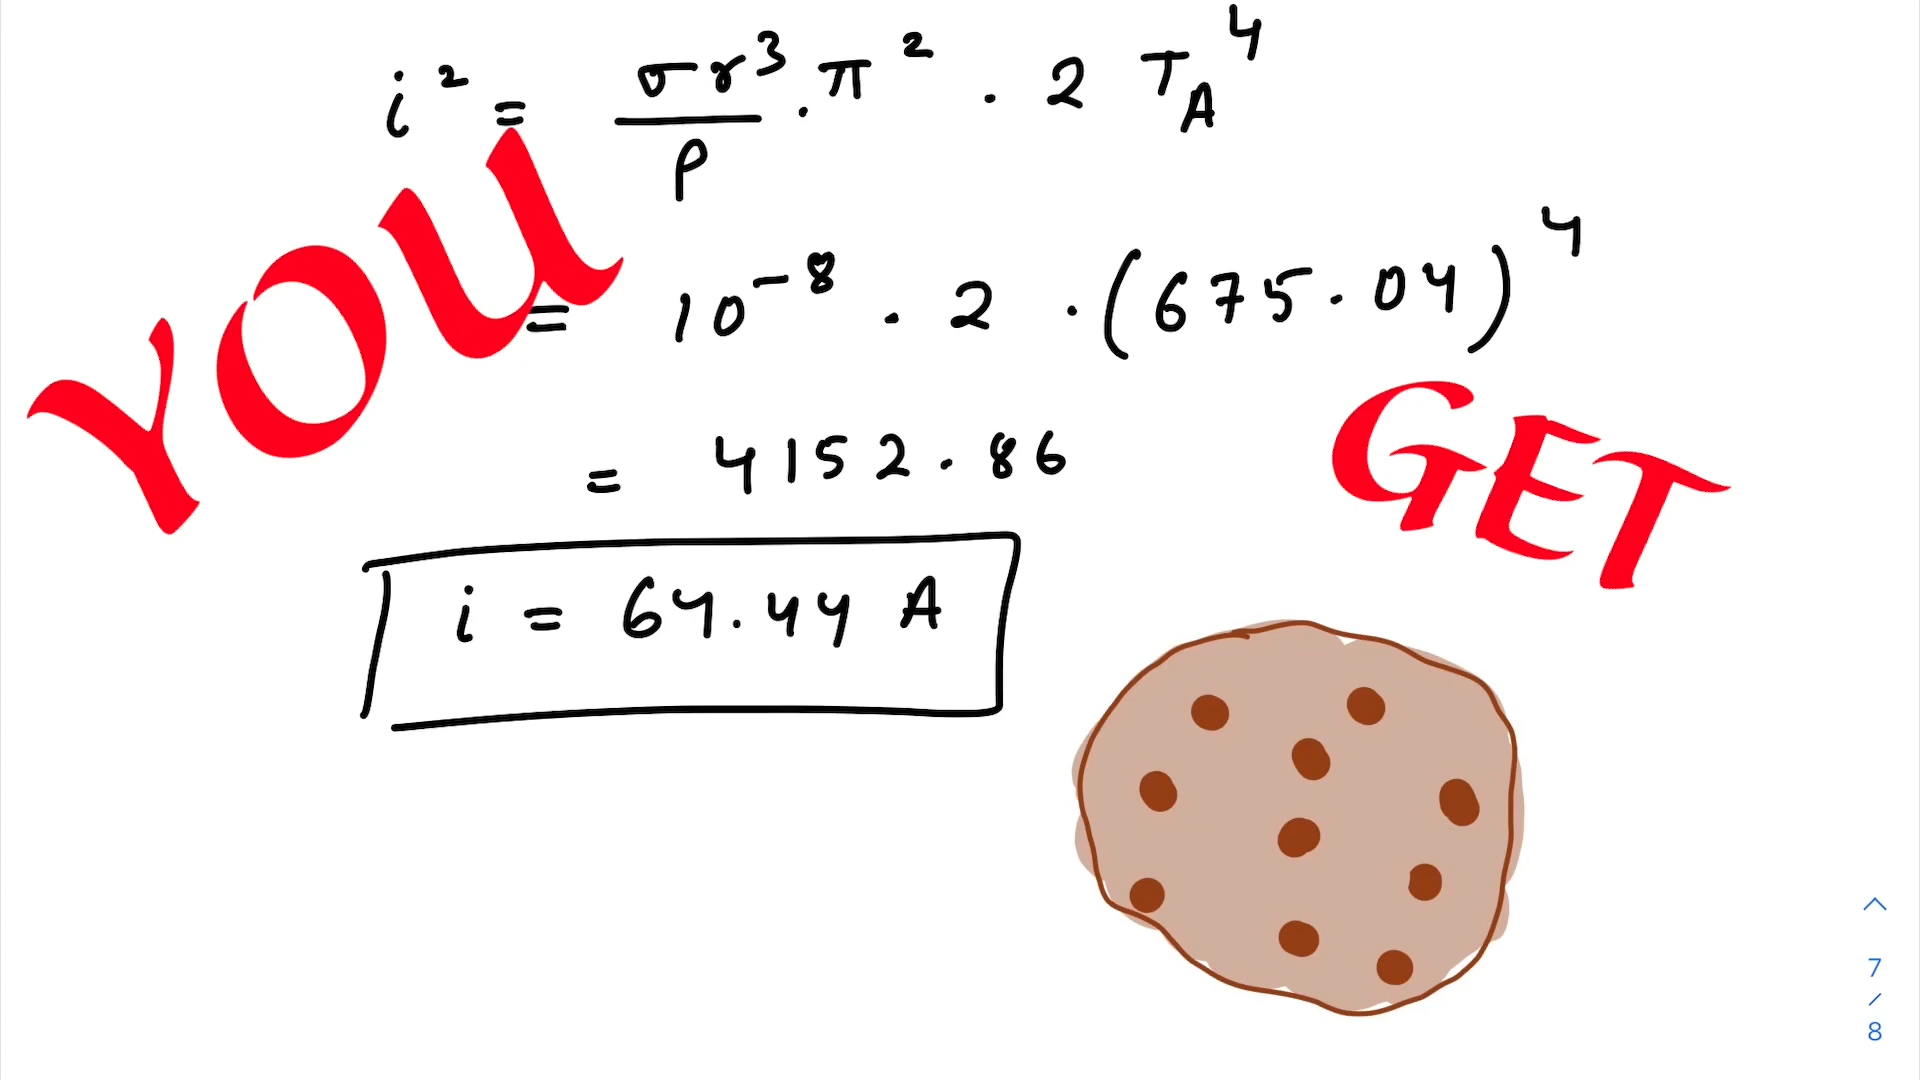 i² = σr³/ρ · π² · 2 T_A⁴
= 10⁻⁸ · 2 · (675.04)⁴
= 4152.86
i = 64.44 A
YOU
GET
7
/
8